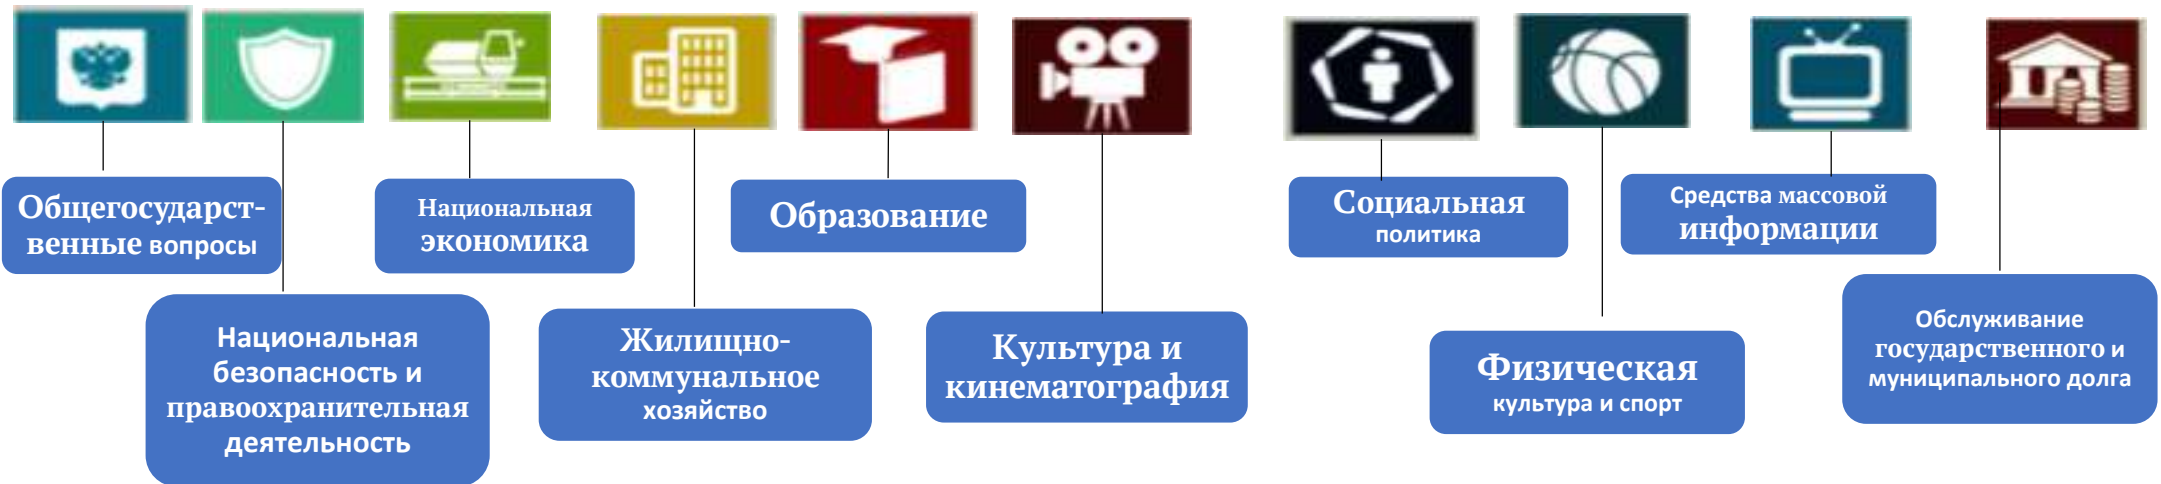 Общегосударст-
венные вопросы
Национальная
безопасность и
правоохранительная
деятельность
Национальная
экономика
Жилищно-
коммунальное
хозяйство
Образование
Культура и
кинематография
Социальная
политика
Физическая
культура и спорт
Средства массовой
информации
Обслуживание
государственного и
муниципального долга